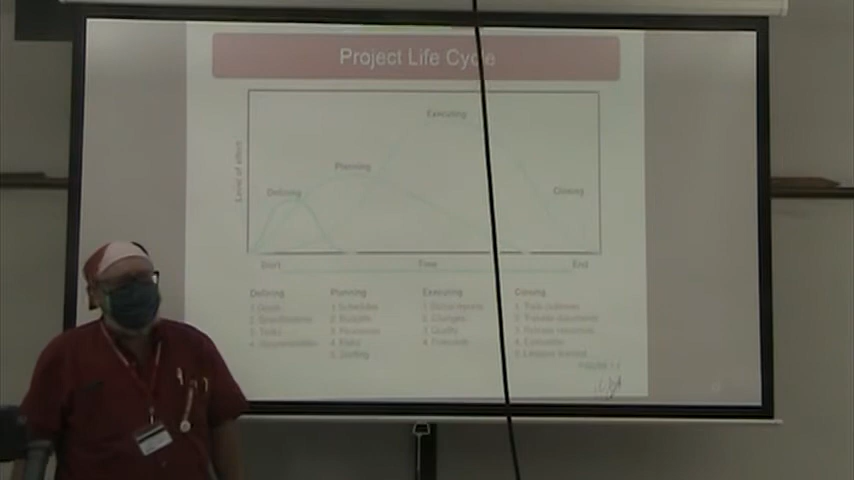 Project Life Cycle
Executing
Planning
Level of effort
Defining
Closing
Start Time End
Defining Planning Executing Closing
1. Goals 1. Schedules 1. Status reports
2. Specifications 2. Budgets 2. Changes 2. Transfer documents
3. Tasks 3. Resources 3. Quality 3. Release resources
4. Responsibilities 4. Risks 4. Forecasts 4. Evaluation
5. Staffing 5. Lessons learned
FIGURE 1.1